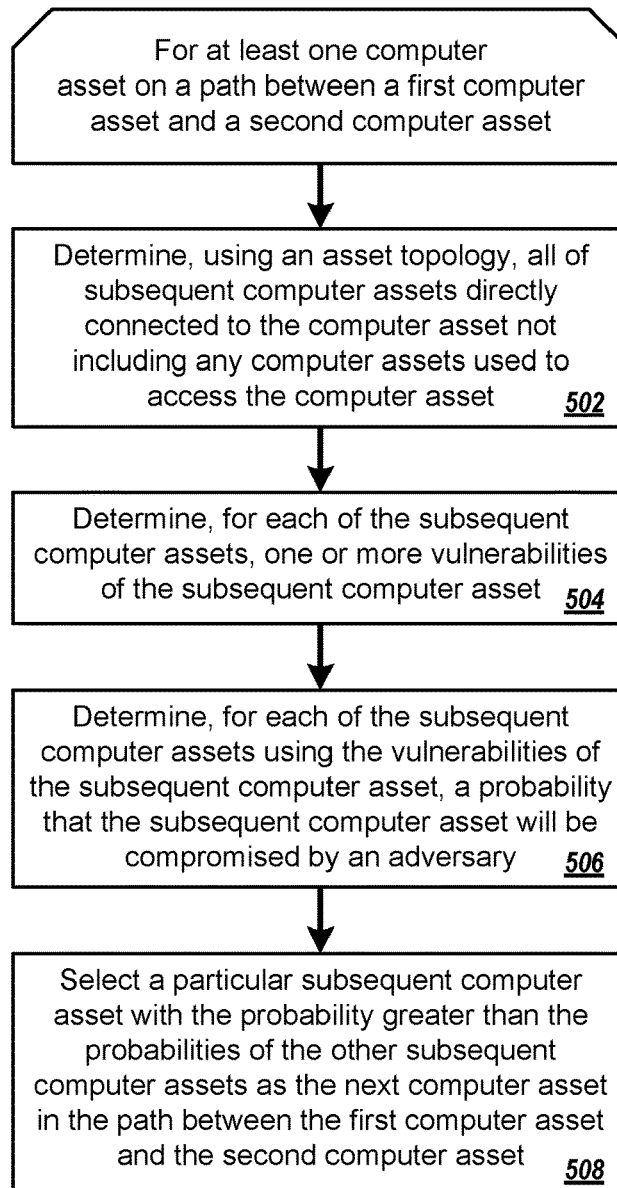 For at least one computer
asset on a path between a first computer
asset and a second computer asset
Determine, using an asset topology, all of
subsequent computer assets directly
connected to the computer asset not
including any computer assets used to
access the computer asset 502
Determine, for each of the subsequent
computer assets, one or more vulnerabilities
of the subsequent computer asset 504
Determine, for each of the subsequent
computer assets using the vulnerabilities of
the subsequent computer asset, a probability
that the subsequent computer asset will be
compromised by an adversary 506
Select a particular subsequent computer
asset with the probability greater than the
probabilities of the other subsequent
computer assets as the next computer asset
in the path between the first computer asset
and the second computer asset 508